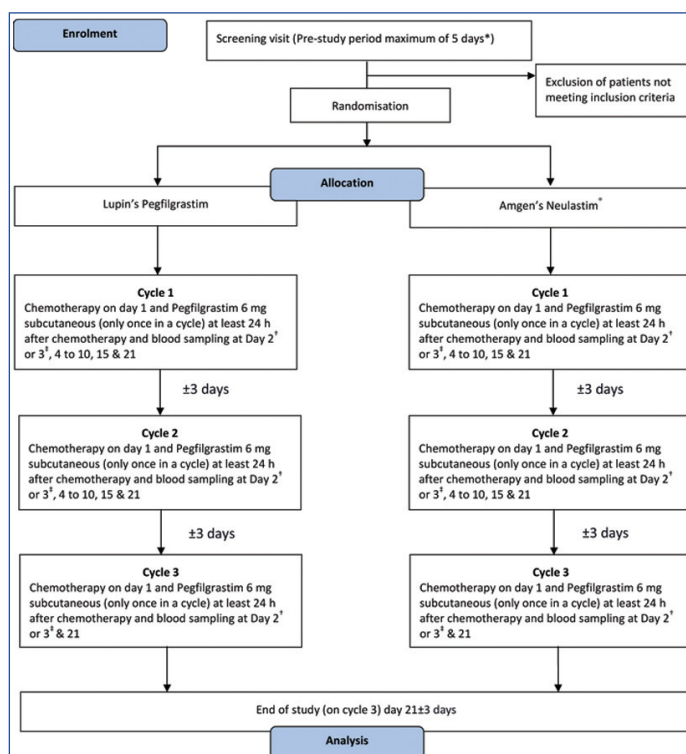 Enrolment
Screening visit (Pre-study period maximum of 5 days*)
Exclusion of patients not
meeting inclusion criteria
Randomisation
Allocation
Lupin's Pegfilgrastim
Amgen's Neulastim®
Cycle 1
Chemotherapy on day 1 and Pegfilgrastim 6 mg
subcutaneous (only once in a cycle) at least 24 h
after chemotherapy and blood sampling at Day 2†
or 3‡, 4 to 10, 15 & 21
±3 days
Cycle 2
Chemotherapy on day 1 and Pegfilgrastim 6 mg
subcutaneous (only once in a cycle) at least 24 h
after chemotherapy and blood sampling at Day 2†
or 3‡, 4 to 10, 15 & 21
±3 days
Cycle 3
Chemotherapy on day 1 and Pegfilgrastim 6 mg
subcutaneous (only once in a cycle) at least 24 h
after chemotherapy and blood sampling at Day 2†
or 3‡ & 21
Cycle 1
Chemotherapy on day 1 and Pegfilgrastim 6 mg
subcutaneous (only once in a cycle) at least 24 h
after chemotherapy and blood sampling at Day 2†
or 3‡, 4 to 10, 15 & 21
±3 days
Cycle 2
Chemotherapy on day 1 and Pegfilgrastim 6 mg
subcutaneous (only once in a cycle) at least 24 h
after chemotherapy and blood sampling at Day 2†
or 3‡, 4 to 10, 15 & 21
±3 days
Cycle 3
Chemotherapy on day 1 and Pegfilgrastim 6 mg
subcutaneous (only once in a cycle) at least 24 h
after chemotherapy and blood sampling at Day 2†
or 3‡ & 21
End of study (on cycle 3) day 21±3 days
Analysis